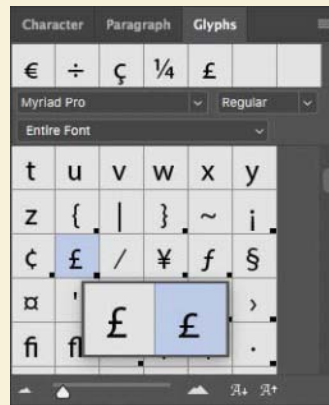 Character Paragraph Glyphs
€ ÷ ç ¼ £
Myriad Pro Regular
Entire Font
t u v w x y
z { | } ~ ¡
¢ £ ⁄ ¥ ƒ §
¤ ' ›
£ £
fi fl ·